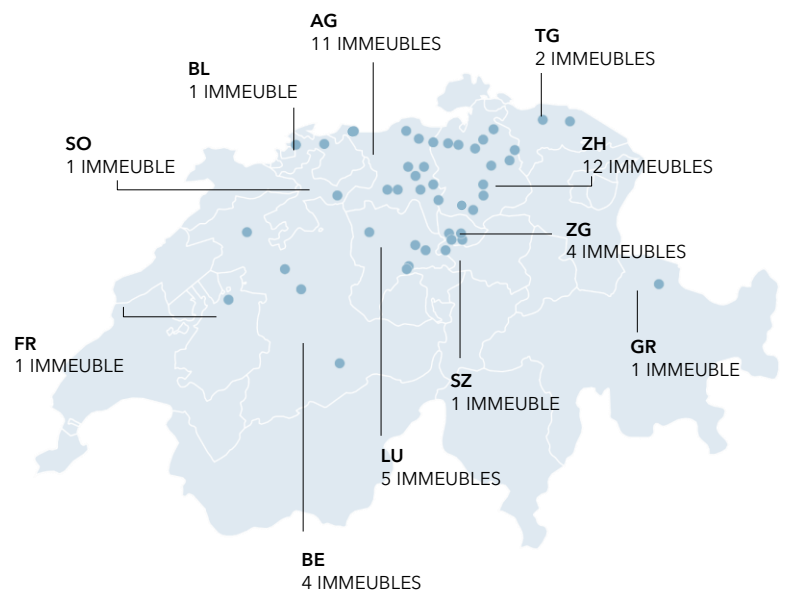 AG
11 IMMEUBLES
TG
2 IMMEUBLES
BL
1 IMMEUBLE
SO
1 IMMEUBLE
ZH
12 IMMEUBLES
ZG
4 IMMEUBLES
FR
1 IMMEUBLE
GR
1 IMMEUBLE
SZ
1 IMMEUBLE
LU
5 IMMEUBLES
BE
4 IMMEUBLES